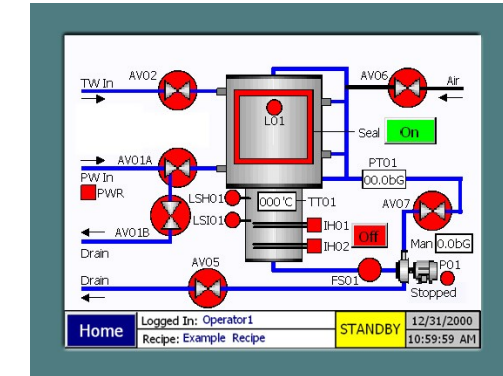 AV02
AV06
TW In
Air
L01
Seal
On
AV01A
PT01
PW In
00.0bG
PWR
LSH01
000°C
TT01
AV07
LSI01
IH01
AV01B
IH02
Off
Man
0.0bG
Drain
AV05
P01
Drain
FS01
Stopped
Home
Logged In: Operator1
STANDBY
12/31/2000
Recipe: Example Recipe
10:59:59 AM